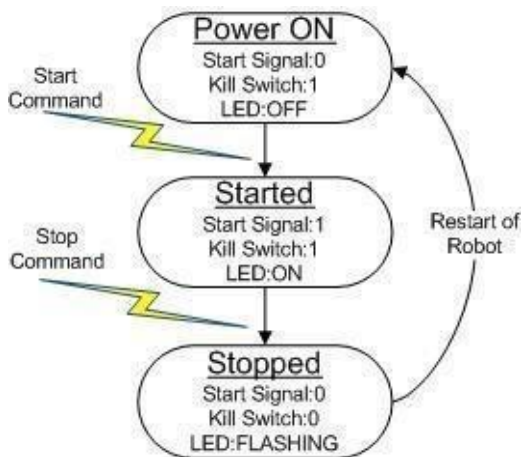 Power ON
Start Signal:0
Kill Switch:1
LED:OFF
Start
Command
Started
Start Signal:1
Kill Switch:1
LED:ON
Stop
Command
Restart of
Robot
Stopped
Start Signal:0
Kill Switch:0
LED:FLASHING